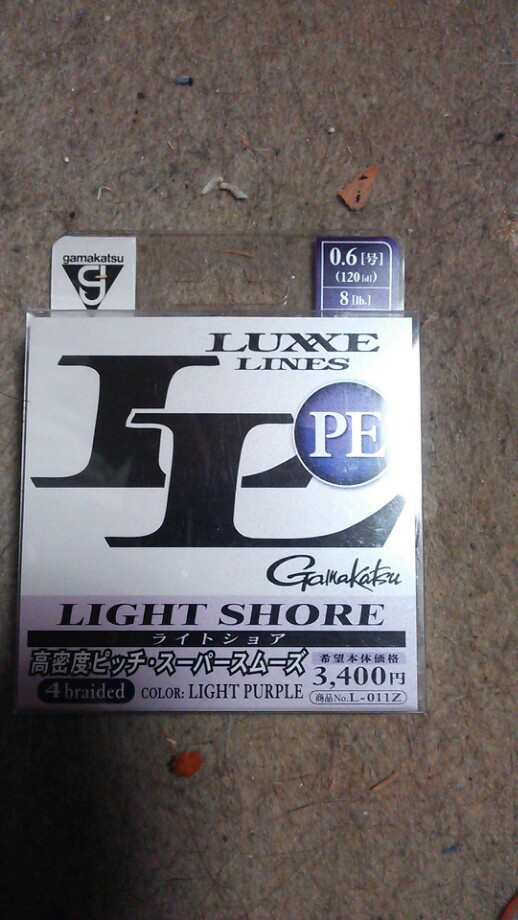 gamakatsu
g
0.6[号]
(120[d])
8[lb.]
LUXXE
LINES
LL
PE
Gamakatsu
LIGHT SHORE
ライトショア
高密度ピッチ・スーパースムーズ
希望本体価格
3,400円
4 braided
COLOR: LIGHT PURPLE
商品No.L-011Z